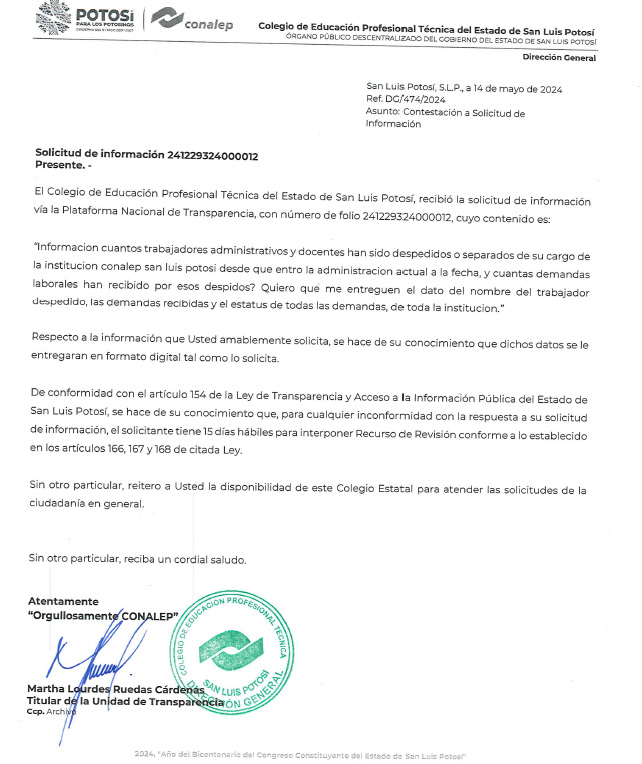 POTOSÍ
PARA LOS POTOSINOS
conalep
Colegio de Educación Profesional Técnica del Estado de San Luis Potosí
ÓRGANO PÚBLICO DESCENTRALIZADO DEL GOBIERNO DEL ESTADO DE SAN LUIS POTOSÍ
Dirección General
San Luis Potosí, S.L.P., a 14 de mayo de 2024
Ref. DG/474/2024
Asunto: Contestación a Solicitud de
Información
Solicitud de información 241229324000012
Presente. -
El Colegio de Educación Profesional Técnica del Estado de San Luis Potosí, recibió la solicitud de información
vía la Plataforma Nacional de Transparencia, con número de folio 241229324000012, cuyo contenido es:
"Informacion cuantos trabajadores administrativos y docentes han sido despedidos o separados de su cargo de
la institucion conalep san luis potosi desde que entro la administracion actual a la fecha, y cuantas demandas
laborales han recibido por esos despidos? Quiero que me entreguen el dato del nombre del trabajador
despedido, las demandas recibidas y el estatus de todas las demandas, de toda la institucion."
Respecto a la información que Usted amablemente solicita, se hace de su conocimiento que dichos datos se le
entregaran en formato digital tal como lo solicita.
De conformidad con el artículo 154 de la Ley de Transparencia y Acceso a la Información Pública del Estado de
San Luis Potosí, se hace de su conocimiento que, para cualquier inconformidad con la respuesta a su solicitud
de información, el solicitante tiene 15 días hábiles para interponer Recurso de Revisión conforme a lo establecido
en los artículos 166, 167 y 168 de citada Ley.
Sin otro particular, reitero a Usted la disponibilidad de este Colegio Estatal para atender las solicitudes de la
ciudadanía en general.
Sin otro particular, reciba un cordial saludo.
Atentamente
"Orgullosamente CONALEP"
COLEGIO DE EDUCACION PROFESIONAL TECNICA
SAN LUIS POTOSI
DIRECCIÓN GENERAL
Martha Lourdes Ruedas Cárdenas
Titular de la Unidad de Transparencia
Ccp. Archivo
2024, "Año del Bicentenario del Congreso Constituyente del Estado de San Luis Potosí"